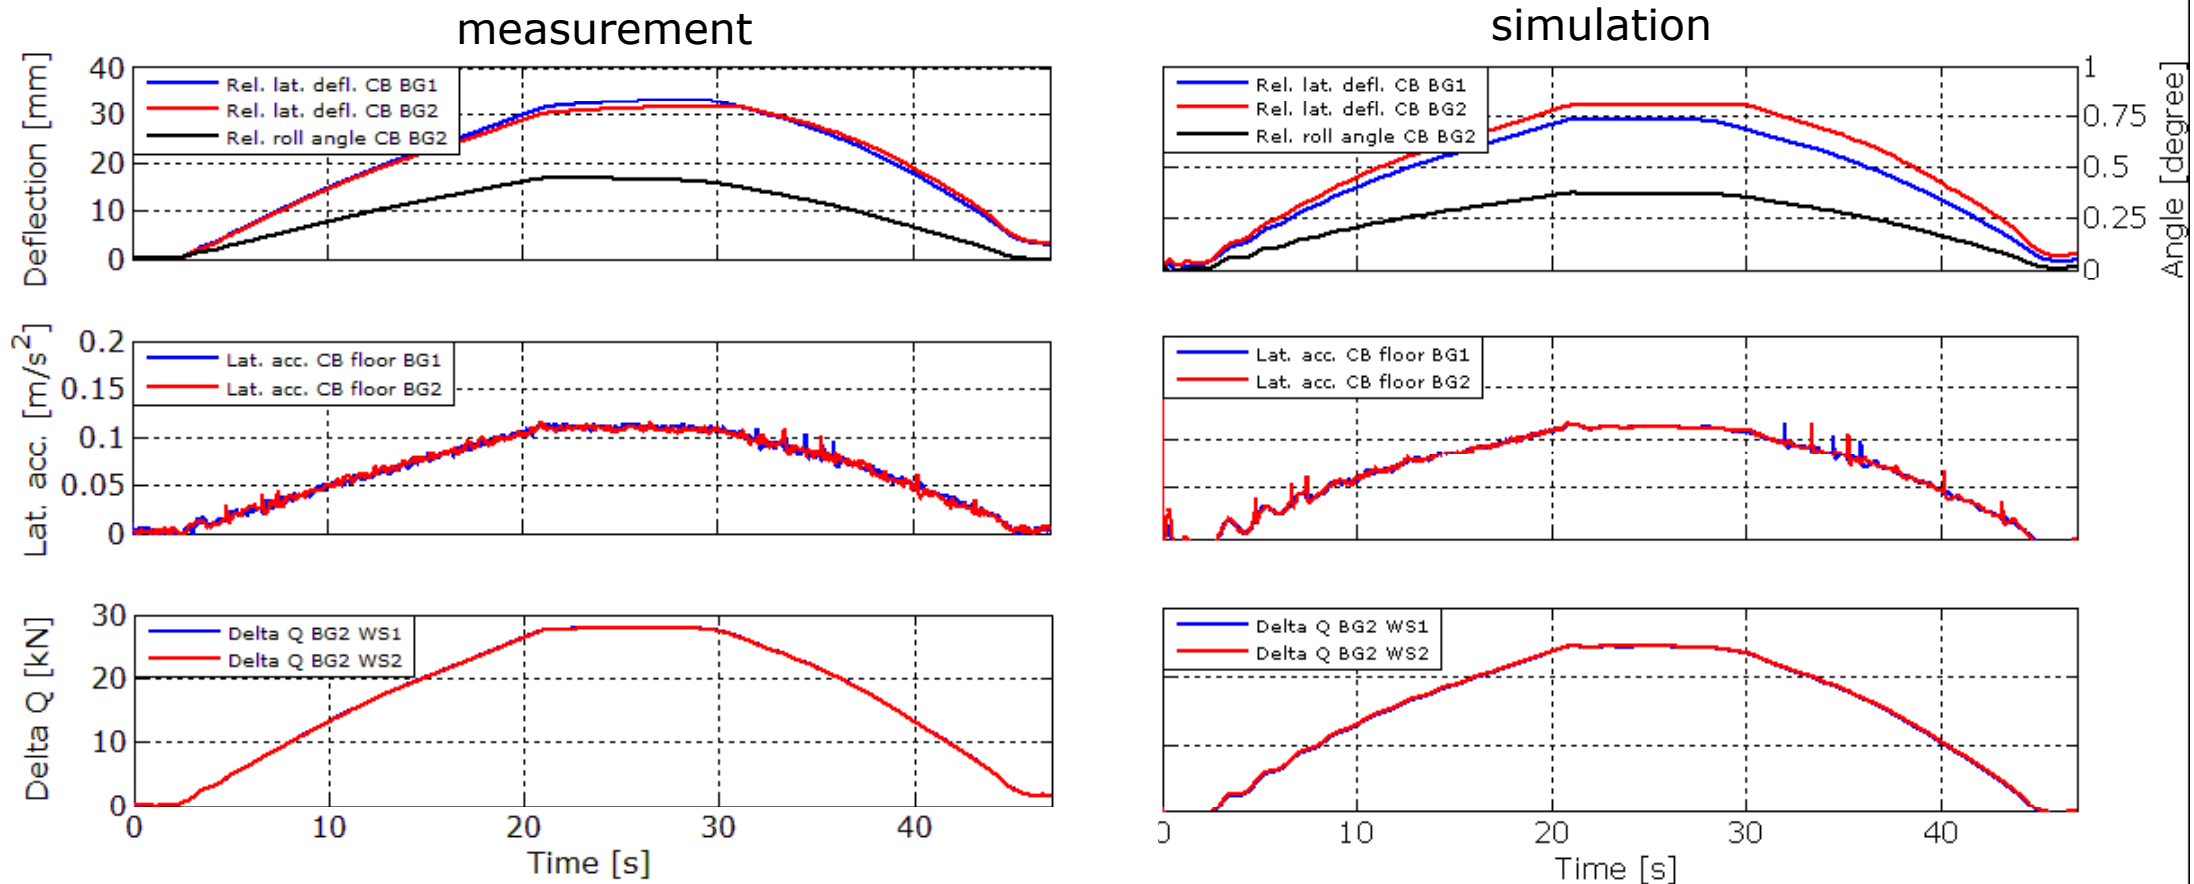 measurement
simulation
Deflection [mm]
40
30
20
10
0
Rel. lat. defl. CB BG1
Rel. lat. defl. CB BG2
Rel. roll angle CB BG2
Rel. lat. defl. CB BG1
Rel. lat. defl. CB BG2
Rel. roll angle CB BG2
1
0.75
0.5
0.25
0
Angle [degree]
Lat. acc. [m/s²]
0.2
0.15
0.1
0.05
0
Lat. acc. CB floor BG1
Lat. acc. CB floor BG2
Lat. acc. CB floor BG1
Lat. acc. CB floor BG2
Delta Q [kN]
30
20
10
0
Delta Q BG2 WS1
Delta Q BG2 WS2
Delta Q BG2 WS1
Delta Q BG2 WS2
0 10 20 30 40
Time [s]
0 10 20 30 40
Time [s]